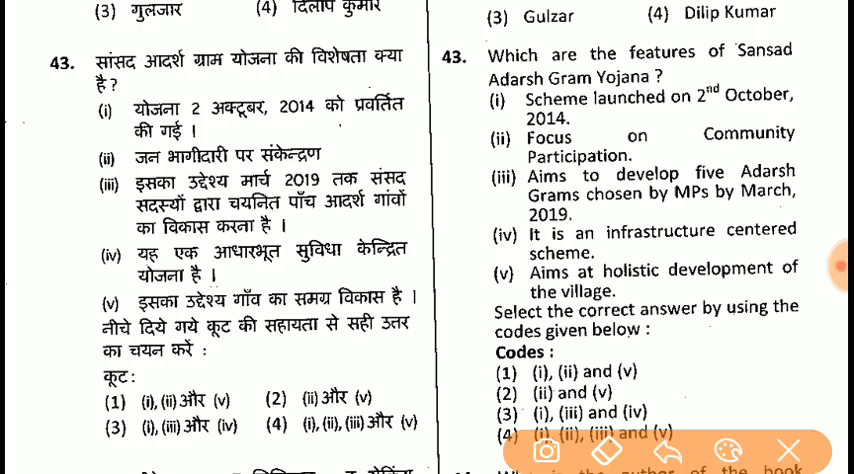 (3) गुलजार
(4) दिलीप कुमार
43. सांसद आदर्श ग्राम योजना की विशेषता क्या
है ?
(i) योजना 2 अक्टूबर, 2014 को प्रवर्तित
की गई ।
(ii) जन भागीदारी पर संकेन्द्रण
(iii) इसका उद्देश्य मार्च 2019 तक संसद
सदस्यों द्वारा चयनित पाँच आदर्श गांवों
का विकास करना है ।
(iv) यह एक आधारभूत सुविधा केन्द्रित
योजना है ।
(v) इसका उद्देश्य गाँव का समग्र विकास है ।
नीचे दिये गये कूट की सहायता से सही उत्तर
का चयन करें :
कूट :
(1) (i), (ii) और (v) (2) (ii) और (v)
(3) (i), (iii) और (iv) (4) (i), (ii), (iii) और (v)
(3) Gulzar (4) Dilip Kumar
43. Which are the features of Sansad
Adarsh Gram Yojana ?
(i) Scheme launched on 2nd October,
2014.
(ii) Focus on Community
Participation.
(iii) Aims to develop five Adarsh
Grams chosen by MPs by March,
2019.
(iv) It is an infrastructure centered
scheme.
(v) Aims at holistic development of
the village.
Select the correct answer by using the
codes given below :
Codes :
(1) (i), (ii) and (v)
(2) (ii) and (v)
(3) (i), (iii) and (iv)
(4) (i), (ii), (iii) and (v)
author of the book